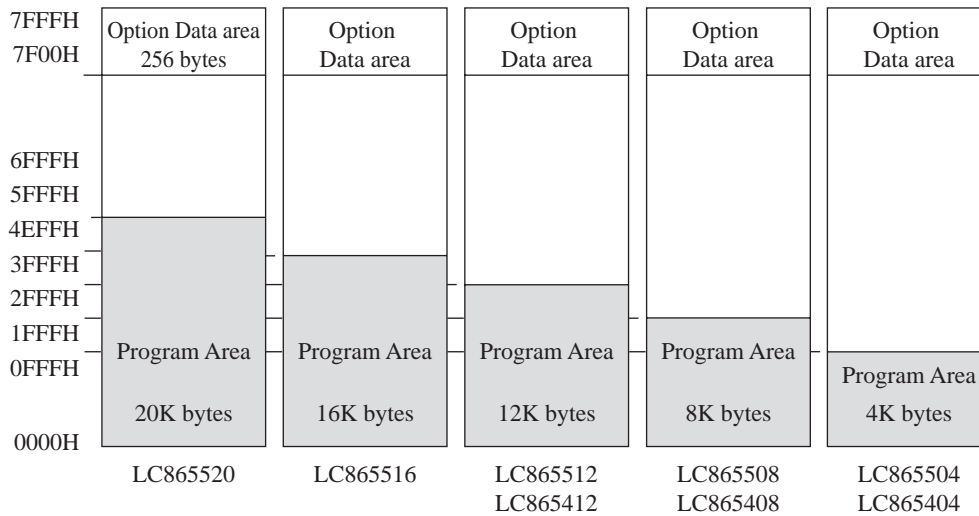 7FFFH
7F00H
6FFFH
5FFFH
4EFFH
3FFFH
2FFFH
1FFFH
0FFFH
0000H
Option Data area
256 bytes
Program Area
20K bytes
LC865520
Option
Data area
Program Area
16K bytes
LC865516
Option
Data area
Program Area
12K bytes
LC865512
LC865412
Option
Data area
Program Area
8K bytes
LC865508
LC865408
Option
Data area
Program Area
4K bytes
LC865504
LC865404